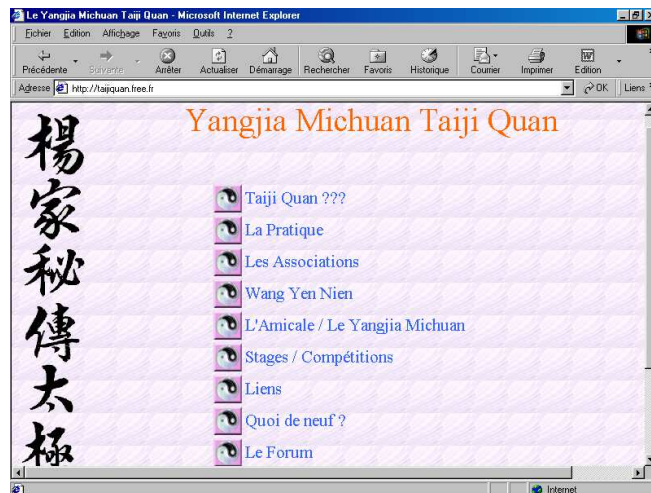 Le Yangjia Michuan Taiji Quan - Microsoft Internet Explorer
Fichier Edition Affichage Favoris Outils ?
Précédente Suivante Arrêter Actualiser Démarrage Rechercher Favoris Historique Courrier Imprimer Edition
Adresse http://taijiquan.free.fr OK Liens
Yangjia Michuan Taiji Quan
楊家秘傳太極
Taiji Quan ???
La Pratique
Les Associations
Wang Yen Nien
L'Amicale / Le Yangjia Michuan
Stages / Compétitions
Liens
Quoi de neuf ?
Le Forum
Internet